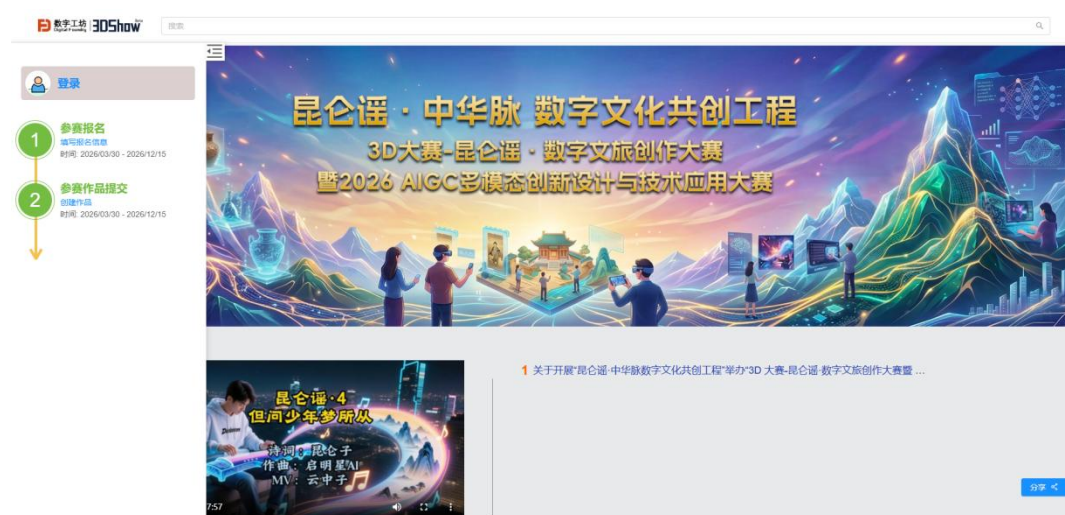 数字工坊 3DShow
搜索
登录
1
参赛报名
填写报名信息
时间: 2026/03/30 - 2026/12/15
2
参赛作品提交
创建作品
时间: 2026/03/30 - 2026/12/15
昆仑谣·中华脉 数字文化共创工程
3D大赛-昆仑谣·数字文旅创作大赛
暨2026 AIGC多模态创新设计与技术应用大赛
昆仑谣·4
但问少年梦所从
诗词：昆仑子
作曲：启明星AI
MV：云中子
7:57
1 关于开展“昆仑谣·中华脉数字文化共创工程”举办“3D 大赛-昆仑谣·数字文旅创作大赛暨 ...
分享